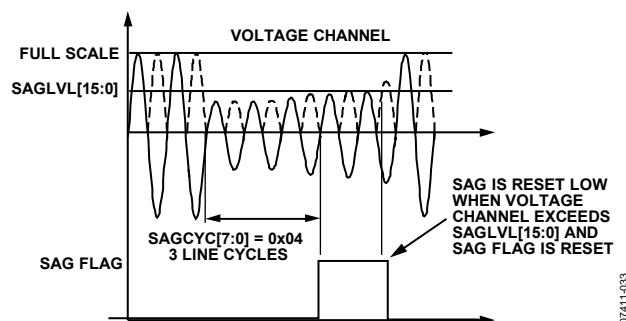 VOLTAGE CHANNEL
FULL SCALE
SAGLVL[15:0]
SAGCYC[7:0] = 0x04
3 LINE CYCLES
SAG IS RESET LOW
WHEN VOLTAGE
CHANNEL EXCEEDS
SAGLVL[15:0] AND
SAG FLAG IS RESET
SAG FLAG
07411-033